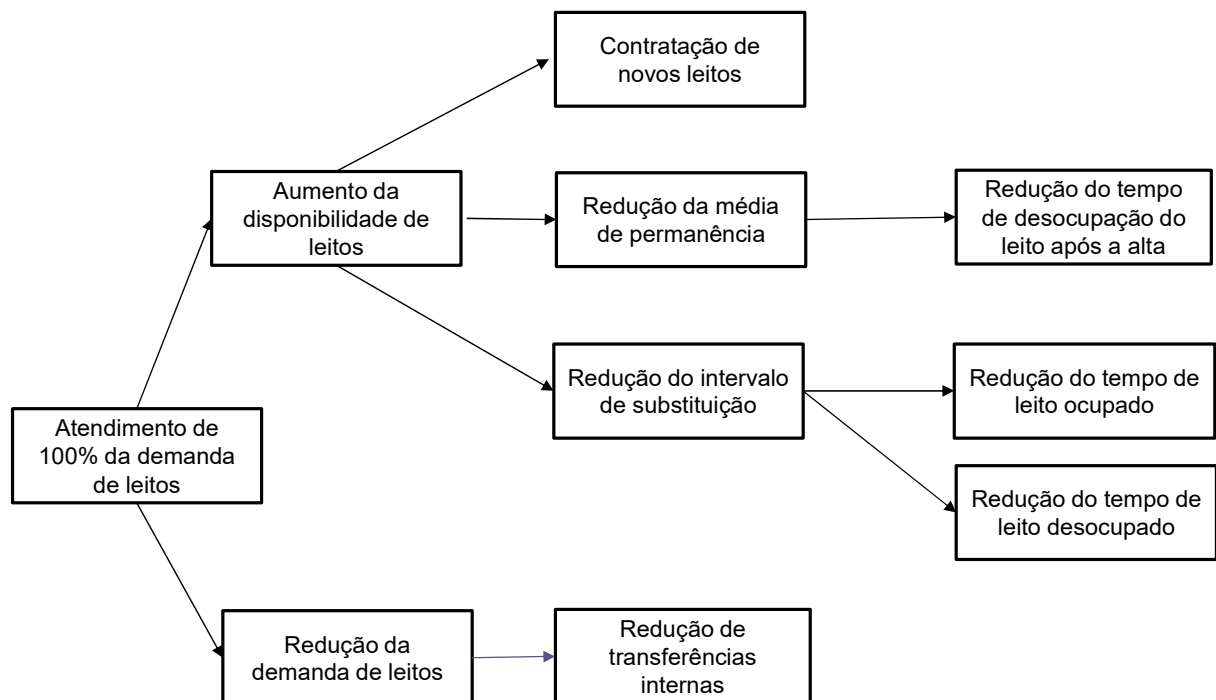 Contratação de
novos leitos
Aumento da
disponibilidade de
leitos
Redução da média
de permanência
Redução do tempo
de desocupação do
leito após a alta
Redução do intervalo
de substituição
Redução do tempo de
leito ocupado
Atendimento de
100% da demanda
de leitos
Redução do tempo de
leito desocupado
Redução da
demanda de leitos
Redução de
transferências
internas